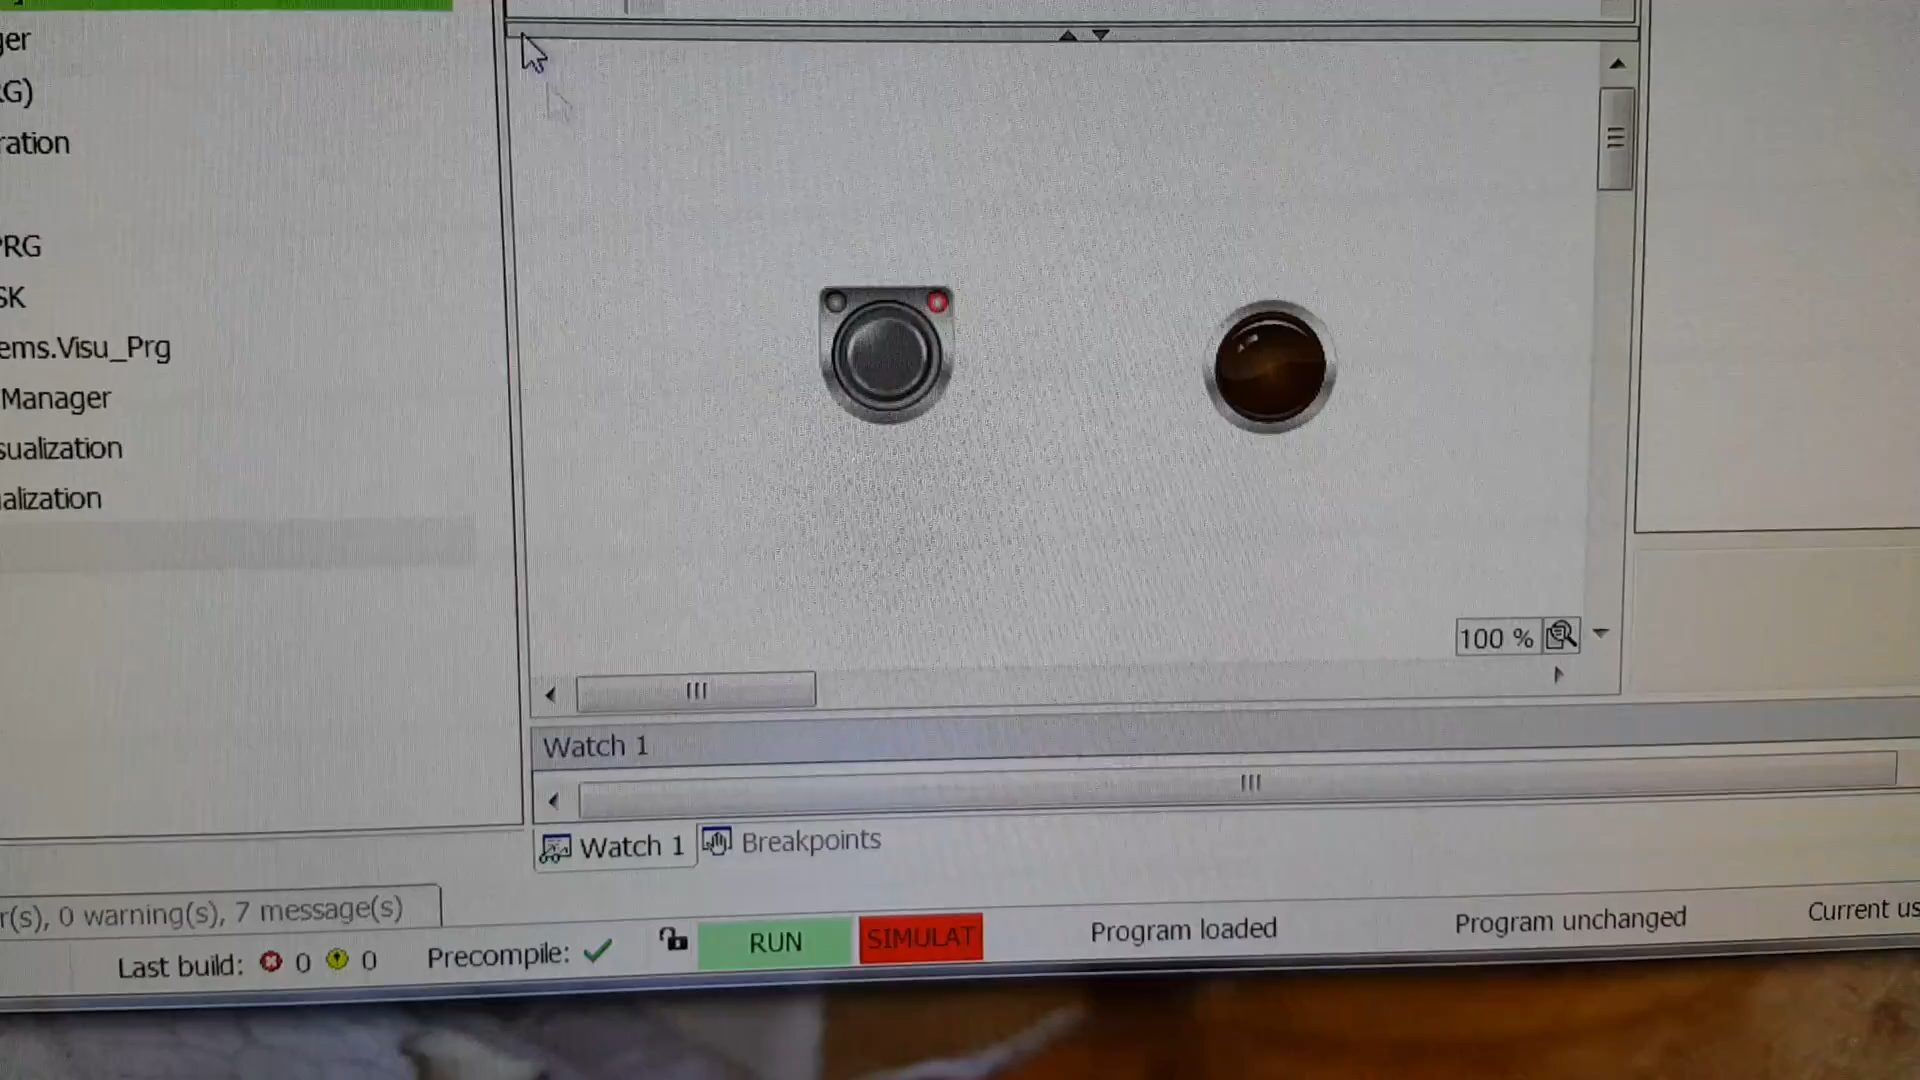 ger
RG)
ration
PRG
SK
ems.Visu_Prg
Manager
sualization
alization
100 %
Watch 1
Watch 1
Breakpoints
r(s), 0 warning(s), 7 message(s)
Last build: 0 0 Precompile: RUN SIMULAT Program loaded Program unchanged Current us